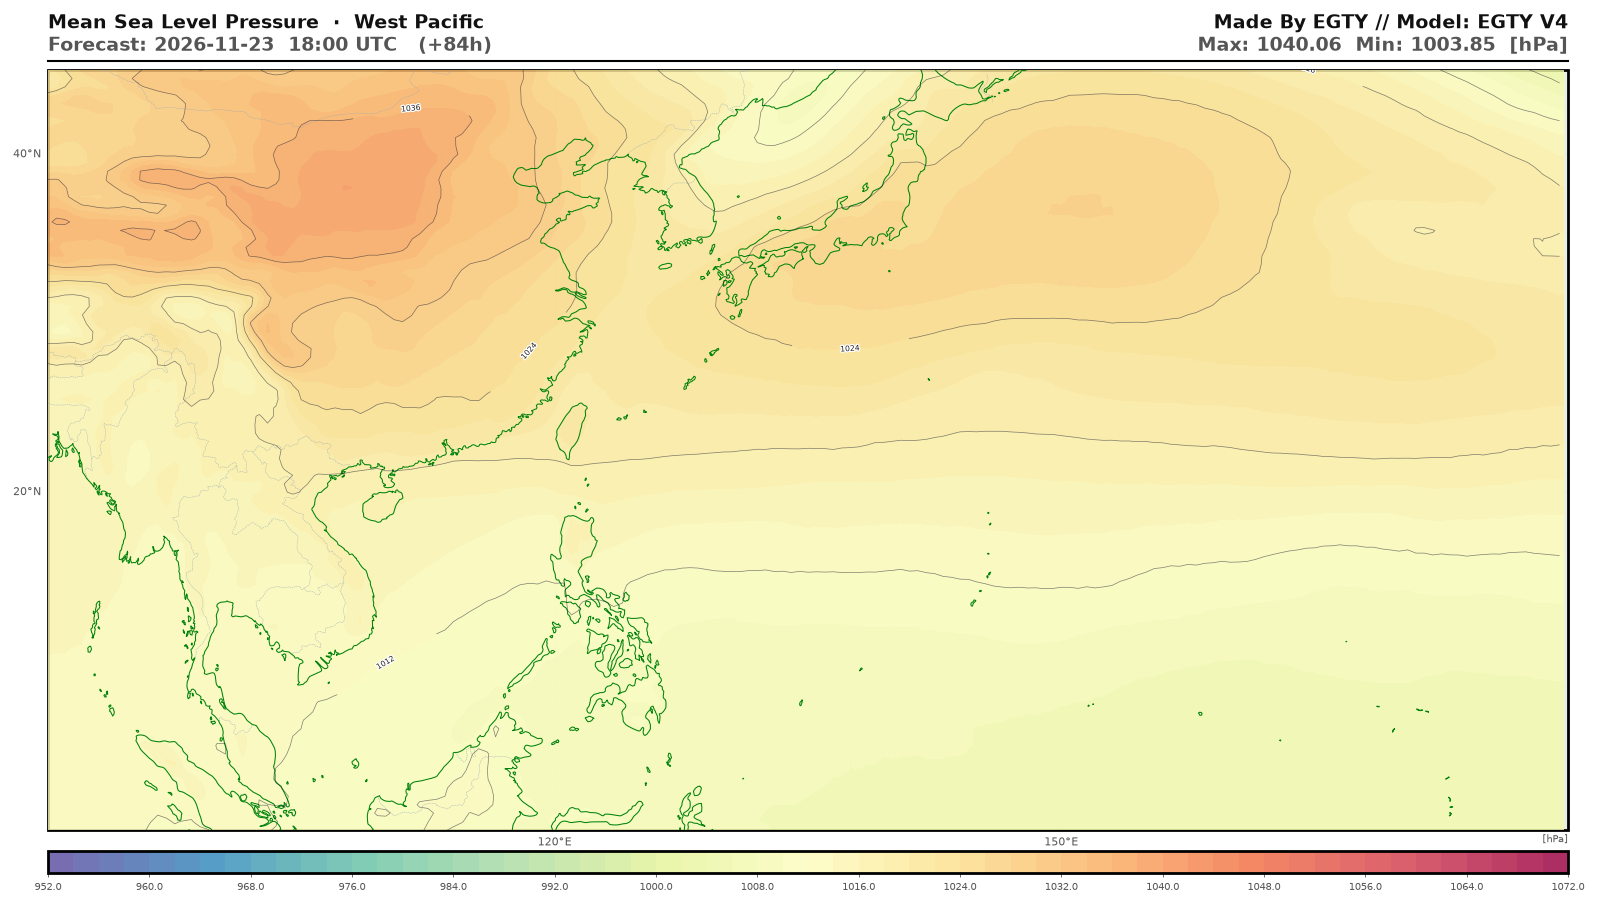 Mean Sea Level Pressure · West Pacific
Made By EGTY // Model: EGTY V4
Forecast: 2026-11-23 18:00 UTC (+84h)
Max: 1040.06 Min: 1003.85 [hPa]
1036
40°N
1024
1024
20°N
1012
120°E
150°E
[hPa]
952.0 960.0 968.0 976.0 984.0 992.0 1000.0 1008.0 1016.0 1024.0 1032.0 1040.0 1048.0 1056.0 1064.0 1072.0